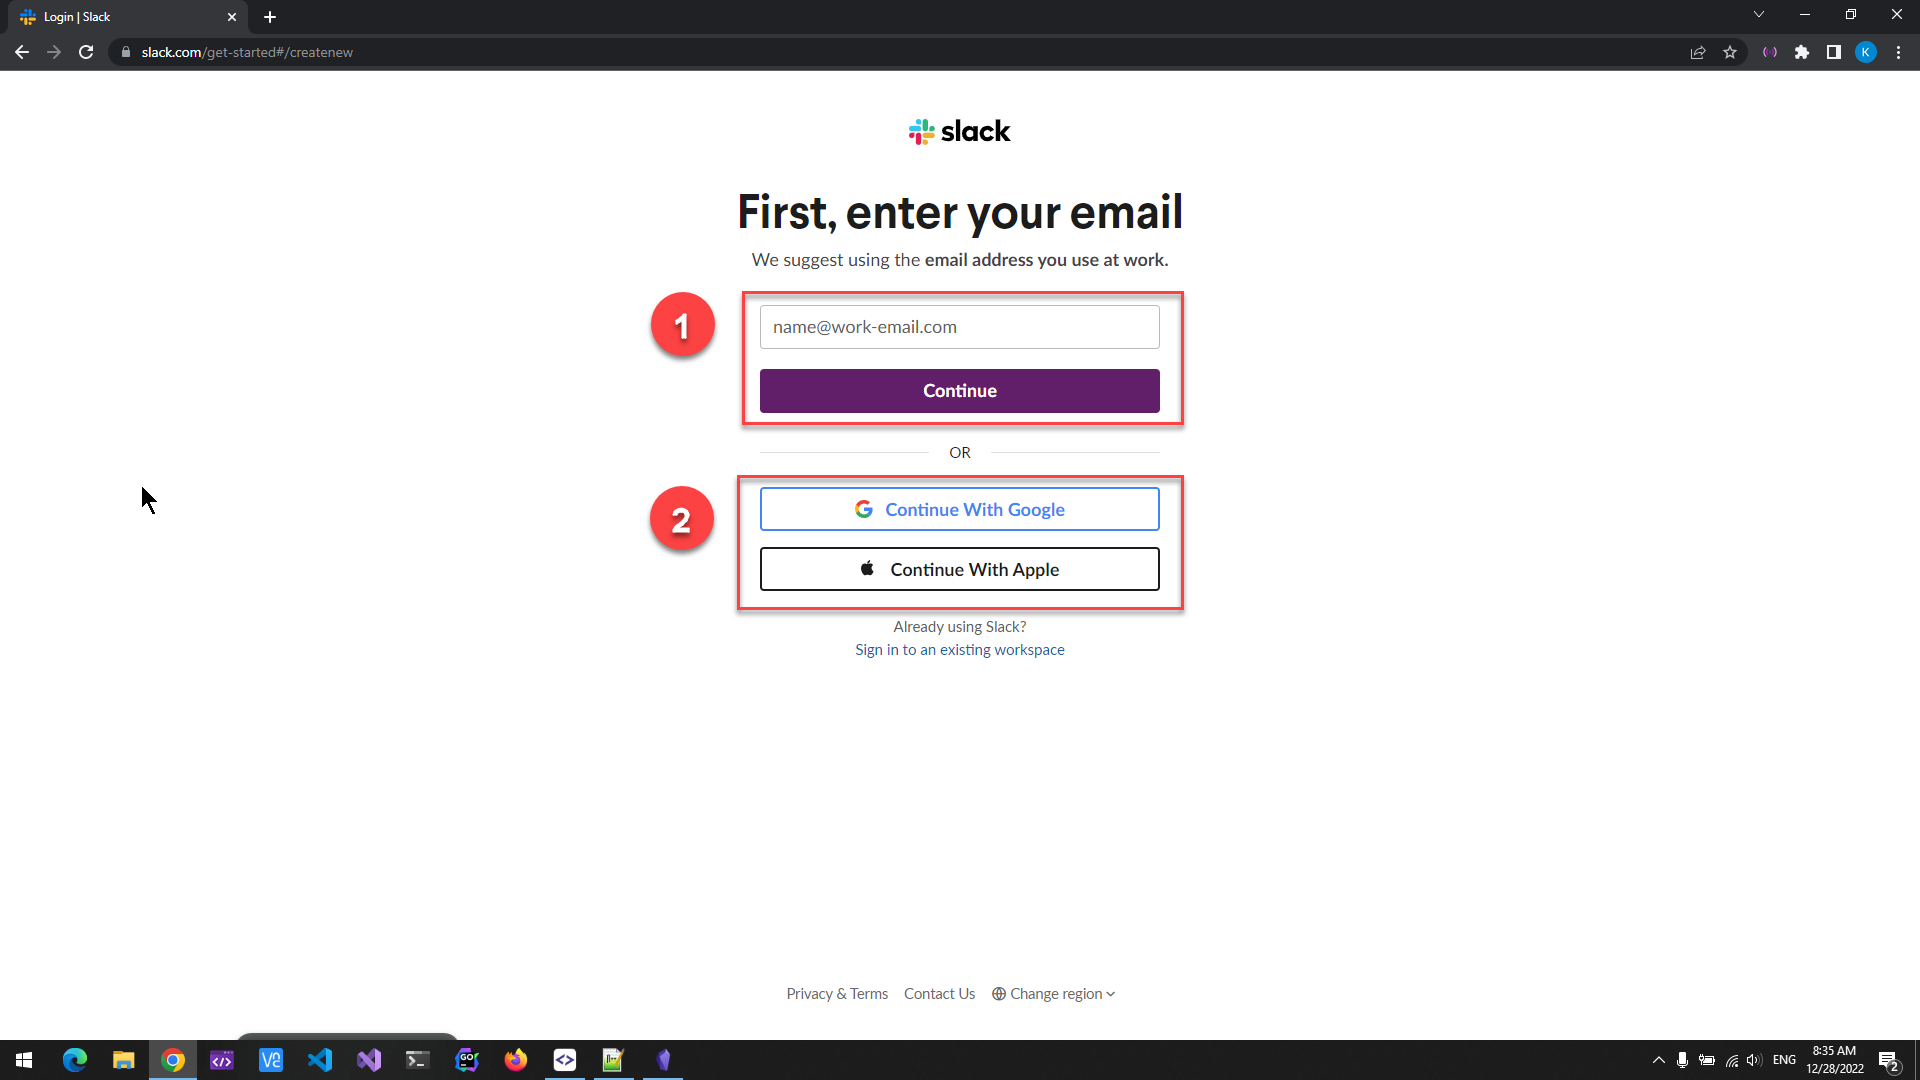 Login | Slack
slack.com/get-started#/createnew
K
slack
First, enter your email
We suggest using the email address you use at work.
1
name@work-email.com
Continue
OR
2
Continue With Google
Continue With Apple
Already using Slack?
Sign in to an existing workspace
Privacy & Terms Contact Us Change region
GO
ENG
8:35 AM
12/28/2022
2